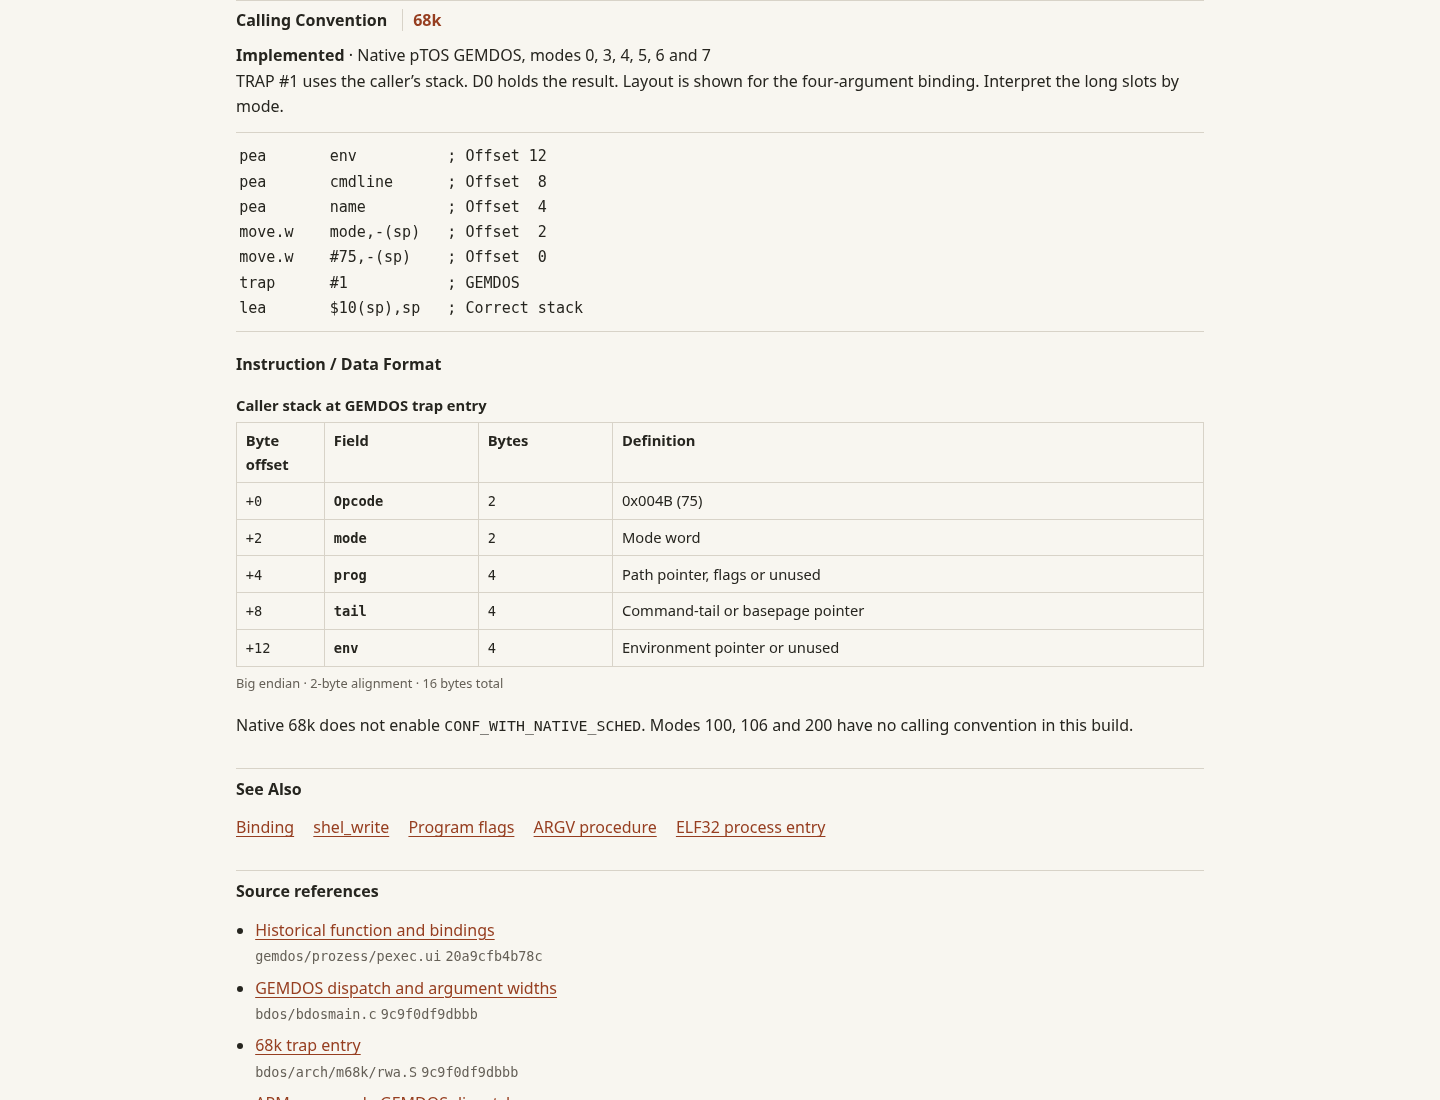 Calling Convention 68k
Implemented · Native pTOS GEMDOS, modes 0, 3, 4, 5, 6 and 7
TRAP #1 uses the caller’s stack. D0 holds the result. Layout is shown for the four-argument binding. Interpret the long slots by
mode.
pea env ; Offset 12
pea cmdline ; Offset 8
pea name ; Offset 4
move.w mode,-(sp) ; Offset 2
move.w #75,-(sp) ; Offset 0
trap #1 ; GEMDOS
lea $10(sp),sp ; Correct stack
Instruction / Data Format
Caller stack at GEMDOS trap entry
Byte offset Field Bytes Definition
+0 Opcode 2 0x004B (75)
+2 mode 2 Mode word
+4 prog 4 Path pointer, flags or unused
+8 tail 4 Command-tail or basepage pointer
+12 env 4 Environment pointer or unused
Big endian · 2-byte alignment · 16 bytes total
Native 68k does not enable CONF_WITH_NATIVE_SCHED. Modes 100, 106 and 200 have no calling convention in this build.
See Also
Binding shel_write Program flags ARGV procedure ELF32 process entry
Source references
Historical function and bindings
gemdos/prozess/pexec.ui 20a9cfb4b78c
GEMDOS dispatch and argument widths
bdos/bdosmain.c 9c9f0df9dbbb
68k trap entry
bdos/arch/m68k/rwa.S 9c9f0df9dbbb